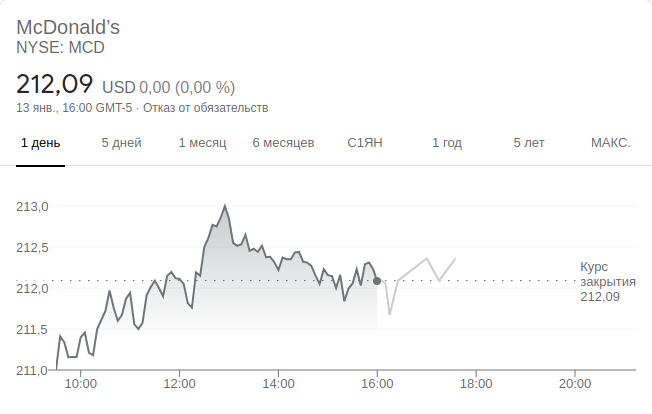 McDonald’s
NYSE: MCD
212,09 USD 0,00 (0,00 %)
13 янв., 16:00 GMT-5 · Отказ от обязательств
1 день 5 дней 1 месяц 6 месяцев С1ЯН 1 год 5 лет МАКС.
213,0
212,5
212,0
211,5
211,0
Курс
закрытия
212,09
10:00 12:00 14:00 16:00 18:00 20:00